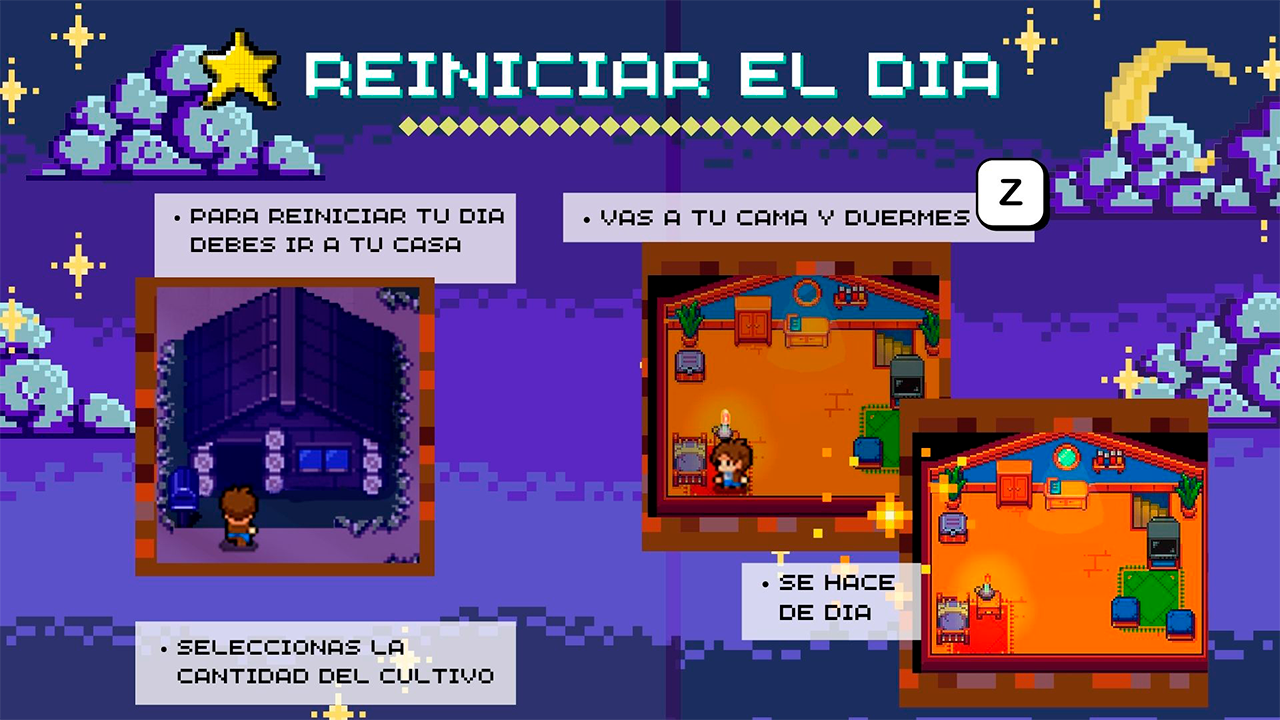 REINICIAR EL DIA
• PARA REINICIAR TU DIA
DEBES IR A TU CASA
• SELECCIONAS LA
CANTIDAD DEL CULTIVO
• VAS A TU CAMA Y DUERMES
Z
• SE HACE
DE DIA